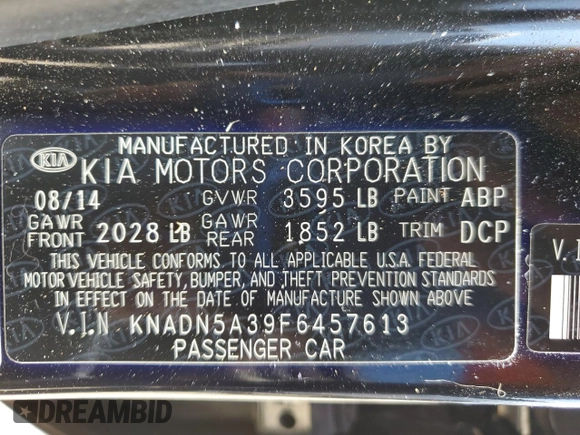 MANUFACTURED IN KOREA BY
KIA KIA MOTORS CORPORATION
08/14 GVWR 3595 LB PAINT ABP
GAWR FRONT 2028 LB GAWR REAR 1852 LB TRIM DCP
THIS VEHICLE CONFORMS TO ALL APPLICABLE U.S.A. FEDERAL
MOTOR VEHICLE SAFETY, BUMPER, AND THEFT PREVENTION STANDARDS
IN EFFECT ON THE DATE OF MANUFACTURE SHOWN ABOVE
V.I.N KNADN5A39F6457613
PASSENGER CAR
V.I
DREAMBID